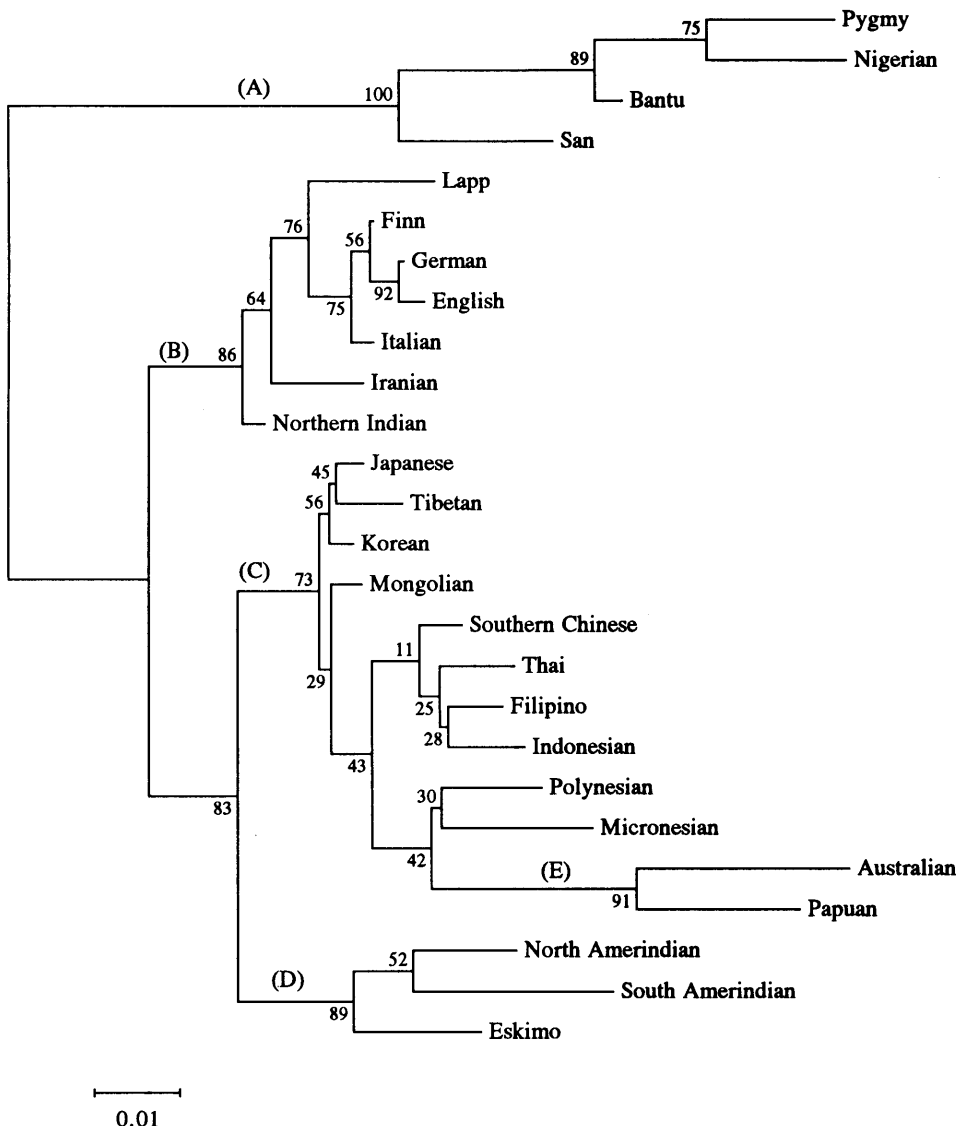 Pygmy
75
Nigerian
89
(A)
100
Bantu
San
Lapp
76
Finn
56
German
92
English
64
75
Italian
(B)
86
Iranian
Northern Indian
Japanese
45
Tibetan
56
Korean
(C)
73
Mongolian
Southern Chinese
11
Thai
29
25
Filipino
28
Indonesian
43
Polynesian
30
Micronesian
83
42
(E)
Australian
91
Papuan
North Amerindian
52
(D)
South Amerindian
89
Eskimo
0.01